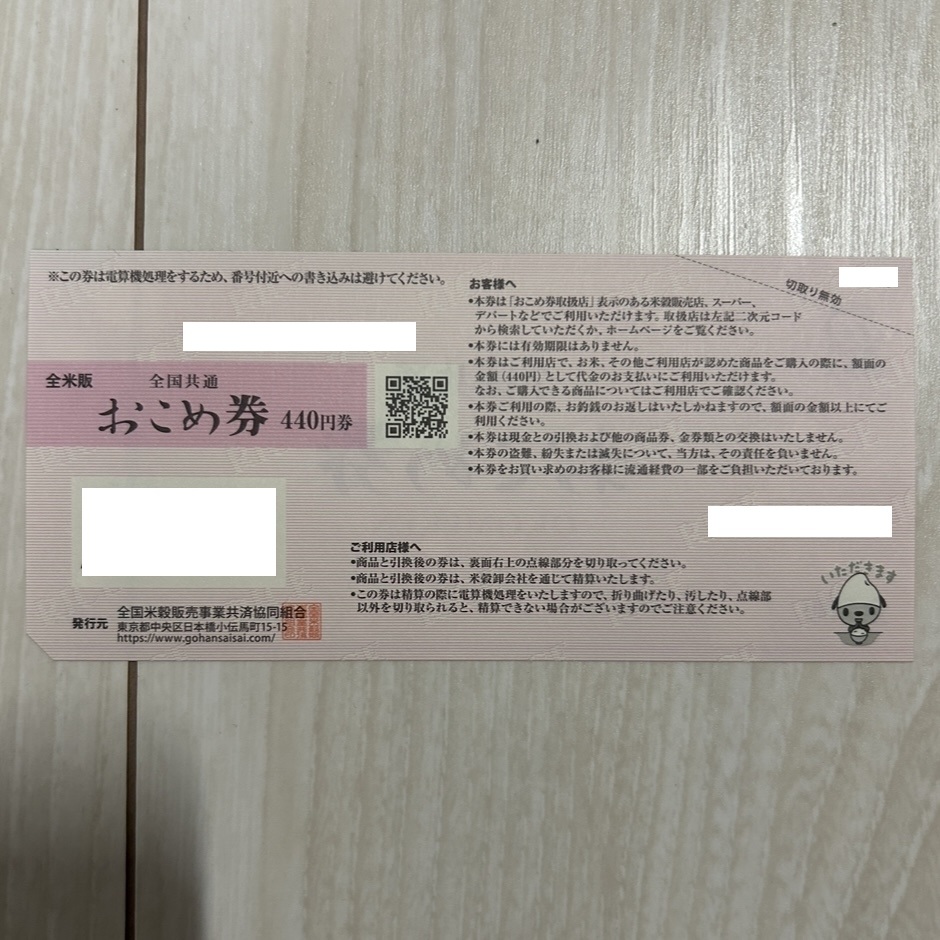 ※この券は電算機処理をするため、番号付近への書き込みは避けてください。
全米販
全国共通
おこめ券 440円券
発行元
全国米穀販売事業共済協同組合
東京都中央区日本橋小伝馬町15-15
https://www.gohansaisai.com/
切取り無効
お客様へ
•本券は「おこめ券取扱店」表示のある米穀販売店、スーパー、
デパートなどでご利用いただけます。取扱店は左記二次元コード
から検索していただくか、ホームページをご覧ください。
•本券には有効期限はありません。
•本券はご利用店で、お米、その他ご利用店が認めた商品をご購入の際に、額面の
金額(440円)として代金のお支払いにご利用いただけます。
なお、ご購入できる商品についてはご利用店でご確認ください。
•本券ご利用の際、お釣銭のお返しはいたしかねますので、額面の金額以上にてご
利用ください。
•本券は現金との引換および他の商品券、金券類との交換はいたしません。
•本券の盗難、紛失または滅失について、当方は、その責任を負いません。
•本券をお買い求めのお客様に流通経費の一部をご負担いただいております。
ご利用店様へ
•商品と引換後の券は、裏面右上の点線部分を切り取ってください。
•商品と引換後の券は、米穀卸会社を通じて精算いたします。
•この券は精算の際に電算機処理をいたしますので、折り曲げたり、汚したり、点線部
以外を切り取られると、精算できない場合がございますのでご注意ください。
いただきます